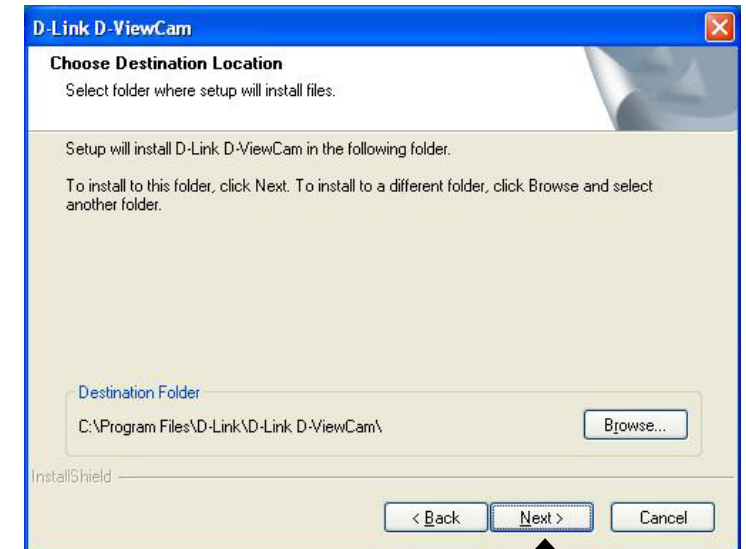 D-Link D-ViewCam
Choose Destination Location
Select folder where setup will install files.
Setup will install D-Link D-ViewCam in the following folder.
To install to this folder, click Next. To install to a different folder, click Browse and select
another folder.
Destination Folder
C:\Program Files\D-Link\D-Link D-ViewCam\
Browse...
InstallShield
< Back
Next >
Cancel